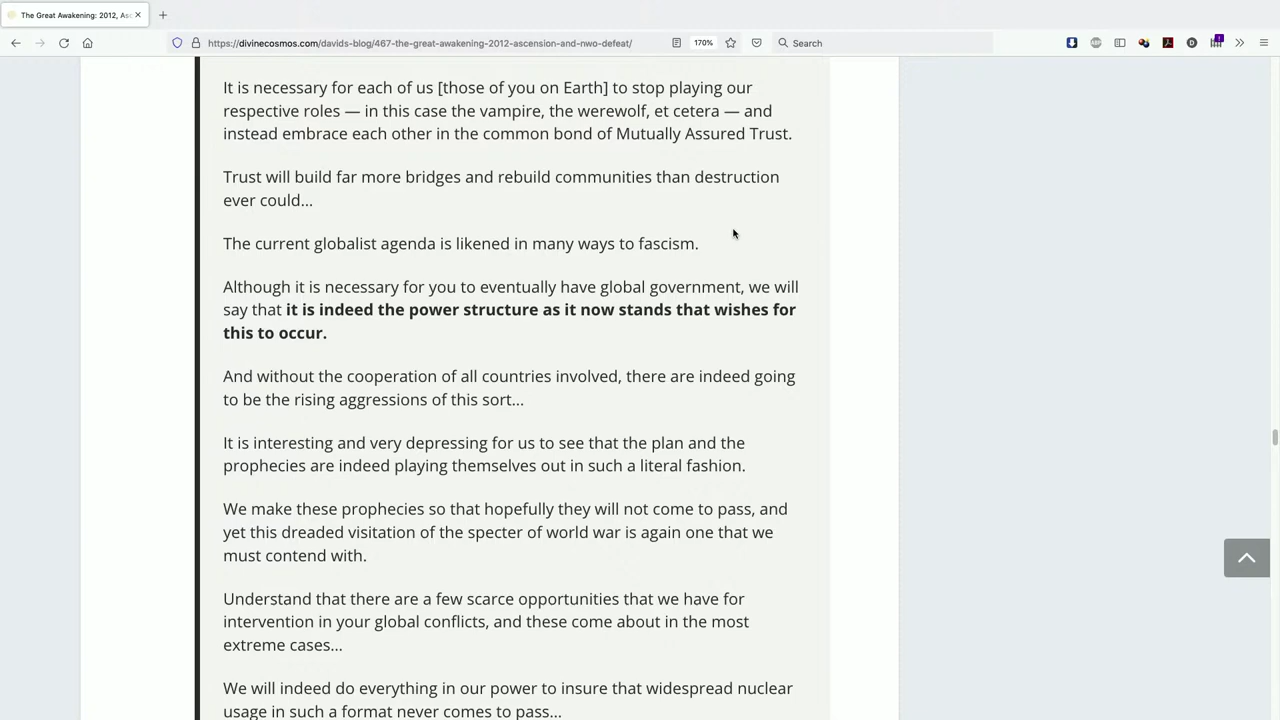 The Great Awakening: 2012, Asc
https://divinecosmos.com/davids-blog/467-the-great-awakening-2012-ascension-and-nwo-defeat/
170%
Search
It is necessary for each of us [those of you on Earth] to stop playing our
respective roles — in this case the vampire, the werewolf, et cetera — and
instead embrace each other in the common bond of Mutually Assured Trust.
Trust will build far more bridges and rebuild communities than destruction
ever could…
The current globalist agenda is likened in many ways to fascism.
Although it is necessary for you to eventually have global government, we will
say that it is indeed the power structure as it now stands that wishes for
this to occur.
And without the cooperation of all countries involved, there are indeed going
to be the rising aggressions of this sort…
It is interesting and very depressing for us to see that the plan and the
prophecies are indeed playing themselves out in such a literal fashion.
We make these prophecies so that hopefully they will not come to pass, and
yet this dreaded visitation of the specter of world war is again one that we
must contend with.
Understand that there are a few scarce opportunities that we have for
intervention in your global conflicts, and these come about in the most
extreme cases…
We will indeed do everything in our power to insure that widespread nuclear
usage in such a format never comes to pass…